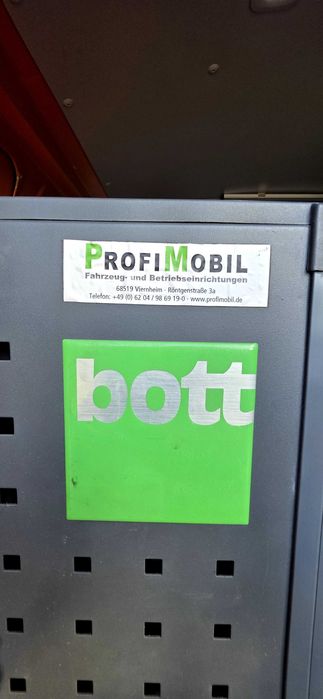 PROFIMOBIL
Fahrzeug- und Betriebseinrichtungen
68519 Viernheim · Röntgenstraße 3a
Telefon: +49 (0) 62 04 / 98 69 19-0 · www.profimobil.de
bott